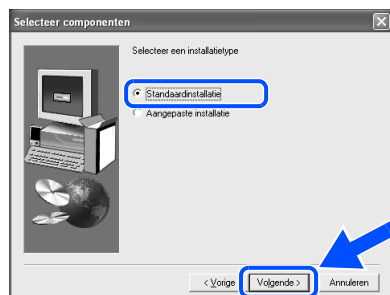 Selecteer componenten
Selecteer een installatietype
Standaardinstallatie
Aangepaste installatie
< Vorige
Volgende >
Annuleren